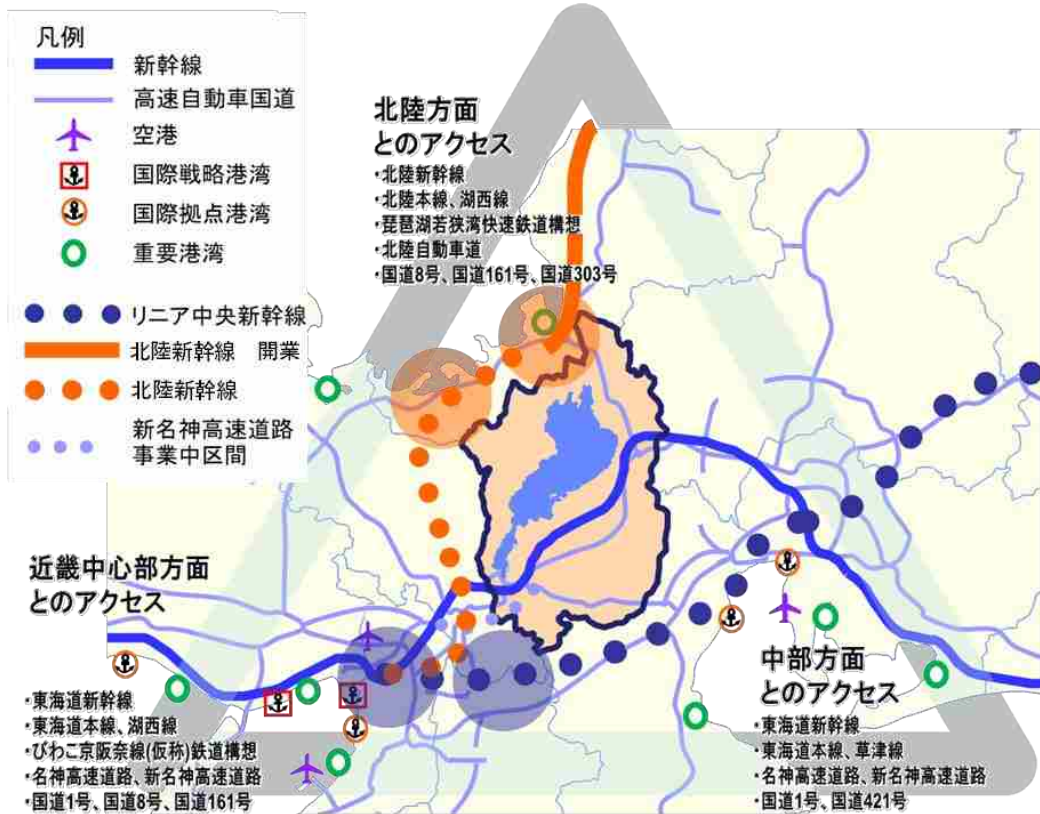 凡例
新幹線
高速自動車国道
空港
国際戦略港湾
国際拠点港湾
重要港湾
リニア中央新幹線
北陸新幹線　開業
北陸新幹線
新名神高速道路
事業中区間
北陸方面
とのアクセス
・北陸新幹線
・北陸本線、湖西線
・琵琶湖若狭湾快速鉄道構想
・北陸自動車道
・国道8号、国道161号、国道303号
近畿中心部方面
とのアクセス
・東海道新幹線
・東海道本線、湖西線
・びわこ京阪奈線(仮称)鉄道構想
・名神高速道路、新名神高速道路
・国道1号、国道8号、国道161号
中部方面
とのアクセス
・東海道新幹線
・東海道本線、草津線
・名神高速道路、新名神高速道路
・国道1号、国道421号